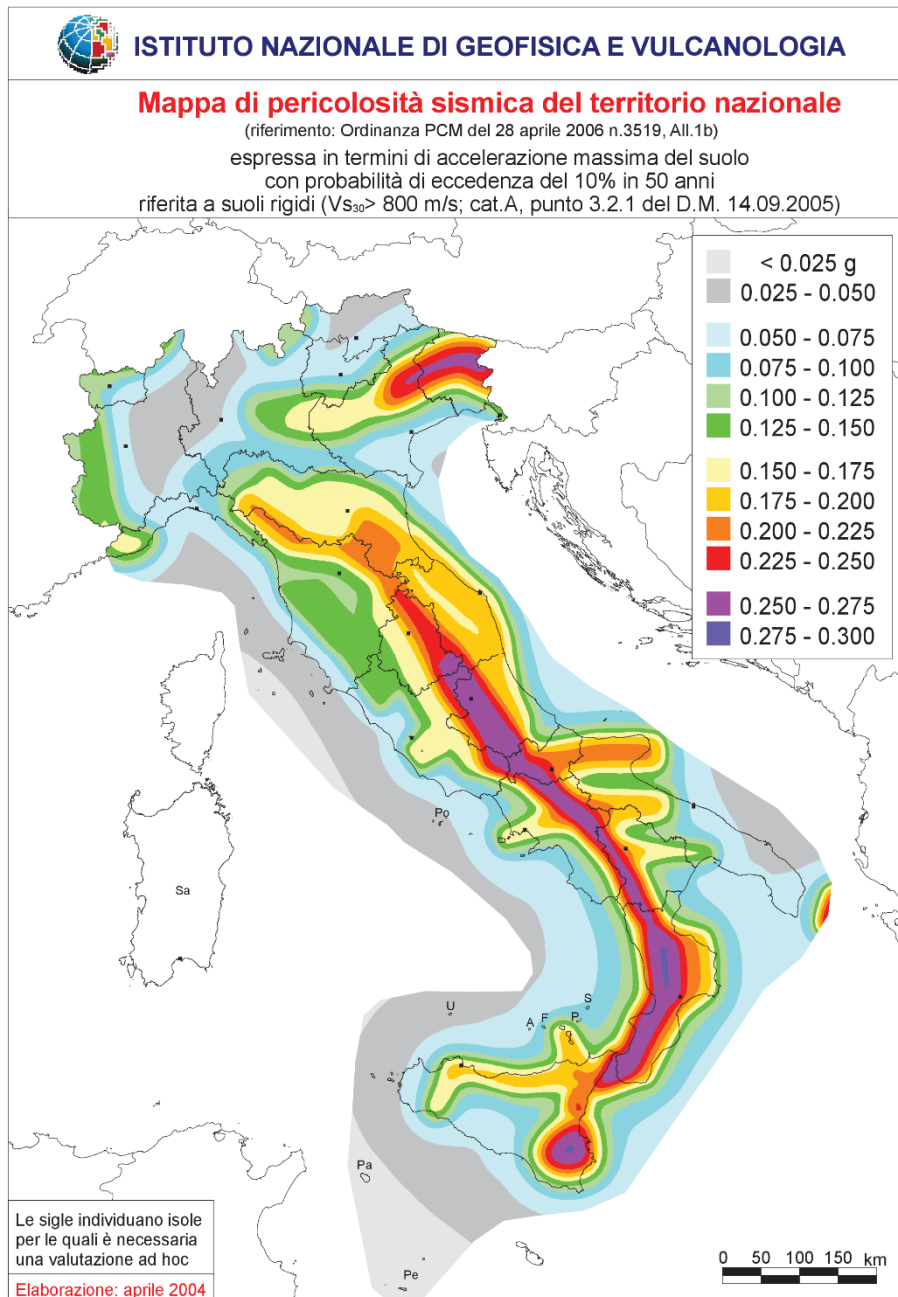 ISTITUTO NAZIONALE DI GEOFISICA E VULCANOLOGIA
Mappa di pericolosità sismica del territorio nazionale
(riferimento: Ordinanza PCM del 28 aprile 2006 n.3519, All.1b)
espressa in termini di accelerazione massima del suolo
con probabilità di eccedenza del 10% in 50 anni
riferita a suoli rigidi (Vs30> 800 m/s; cat.A, punto 3.2.1 del D.M. 14.09.2005)
< 0.025 g
0.025 - 0.050
0.050 - 0.075
0.075 - 0.100
0.100 - 0.125
0.125 - 0.150
0.150 - 0.175
0.175 - 0.200
0.200 - 0.225
0.225 - 0.250
0.250 - 0.275
0.275 - 0.300
Po
Sa
U
A
F
P
S
Pa
Pe
Le sigle individuano isole
per le quali è necessaria
una valutazione ad hoc
Elaborazione: aprile 2004
0 50 100 150 km